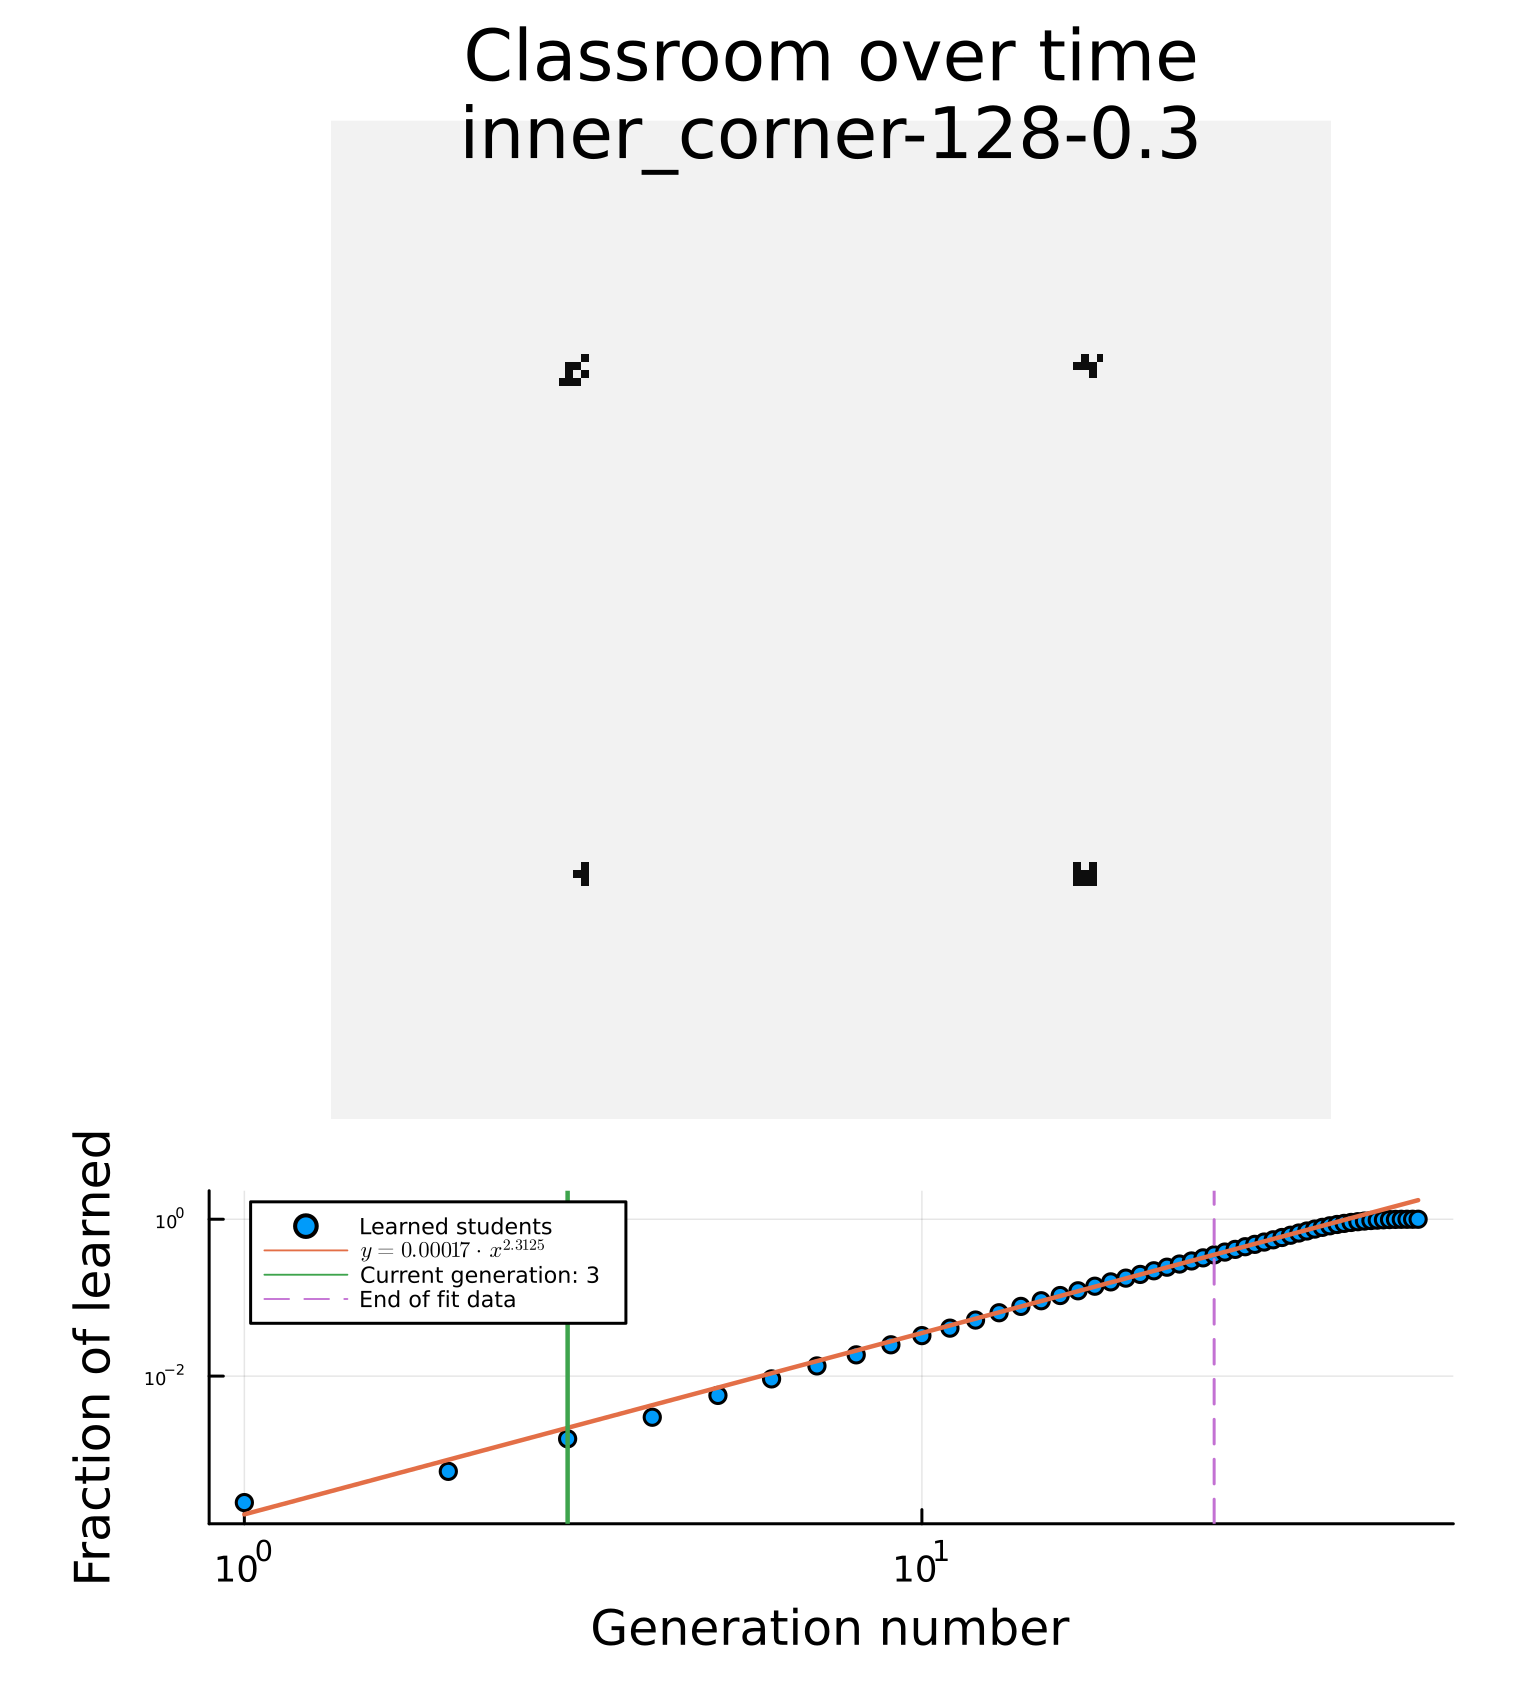 Classroom over time
inner_corner-128-0.3
Fraction of learned
10⁰
10⁻²
Learned students
y = 0.00017 · x^2.3125
Current generation: 3
End of fit data
10⁰
10¹
Generation number